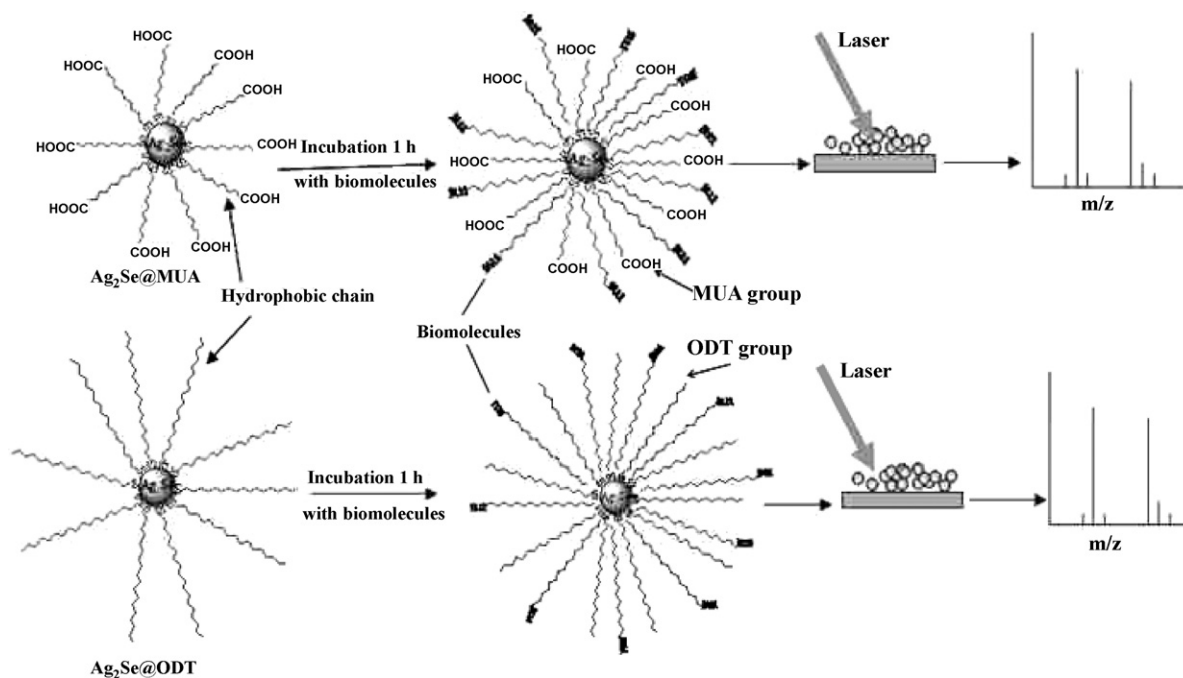 HOOC
COOH
HOOC
COOH
COOH
HOOC
COOH
HOOC
COOH
COOH
COOH
Ag2Se@MUA
Incubation 1 h
with biomolecules
HOOC
COOH
HOOC
COOH
HOOC
COOH
HOOC
COOH
COOH
COOH
COOH
MUA group
Laser
m/z
Hydrophobic chain
Biomolecules
ODT group
Incubation 1 h
with biomolecules
Laser
m/z
Ag2Se@ODT